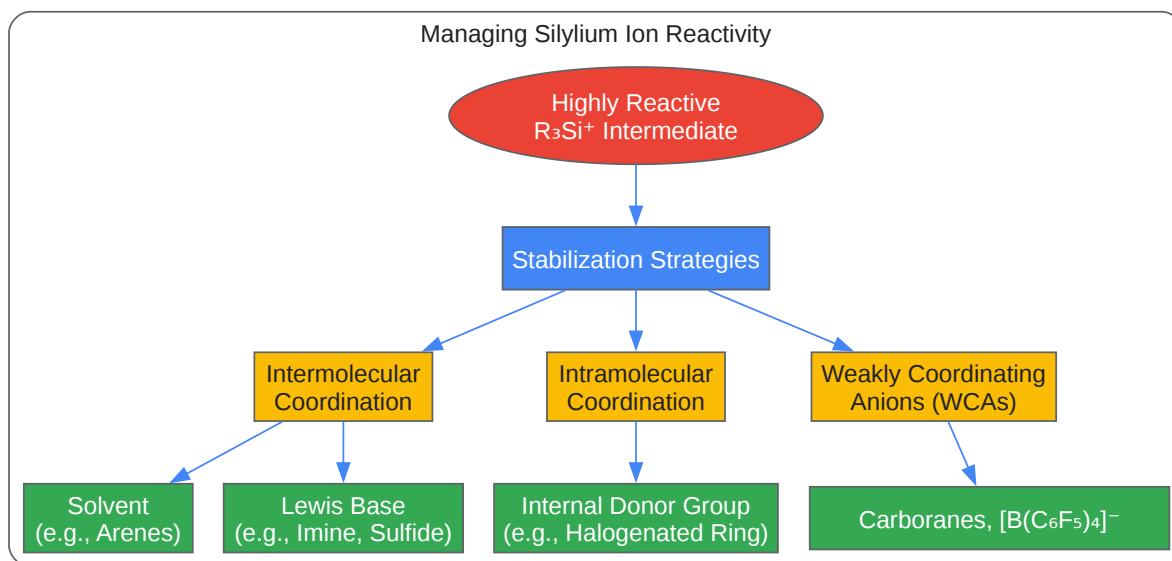 Managing Silylium Ion Reactivity
Highly Reactive
R₃Si⁺ Intermediate
Stabilization Strategies
Intermolecular
Coordination
Intramolecular
Coordination
Weakly Coordinating
Anions (WCAs)
Solvent
(e.g., Arenes)
Lewis Base
(e.g., Imine, Sulfide)
Internal Donor Group
(e.g., Halogenated Ring)
Carboranes, [B(C₆F₅)₄]⁻